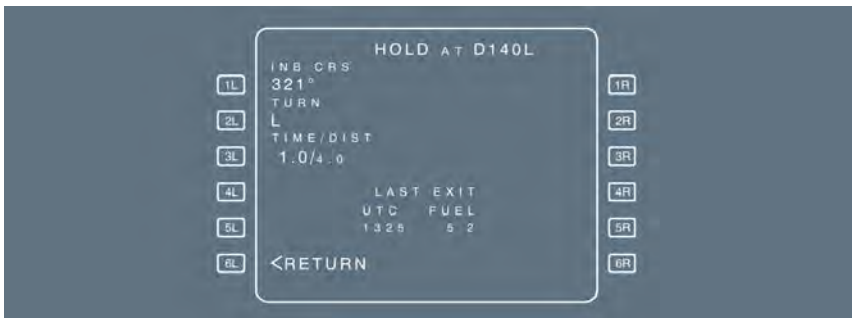 HOLD AT D140L
INB CRS
1L 321° 1R
TURN
2L L 2R
TIME/DIST
3L 1.0/4.0 3R
4L LAST EXIT 4R
UTC FUEL
5L 1325 5 2 5R
6L <RETURN 6R